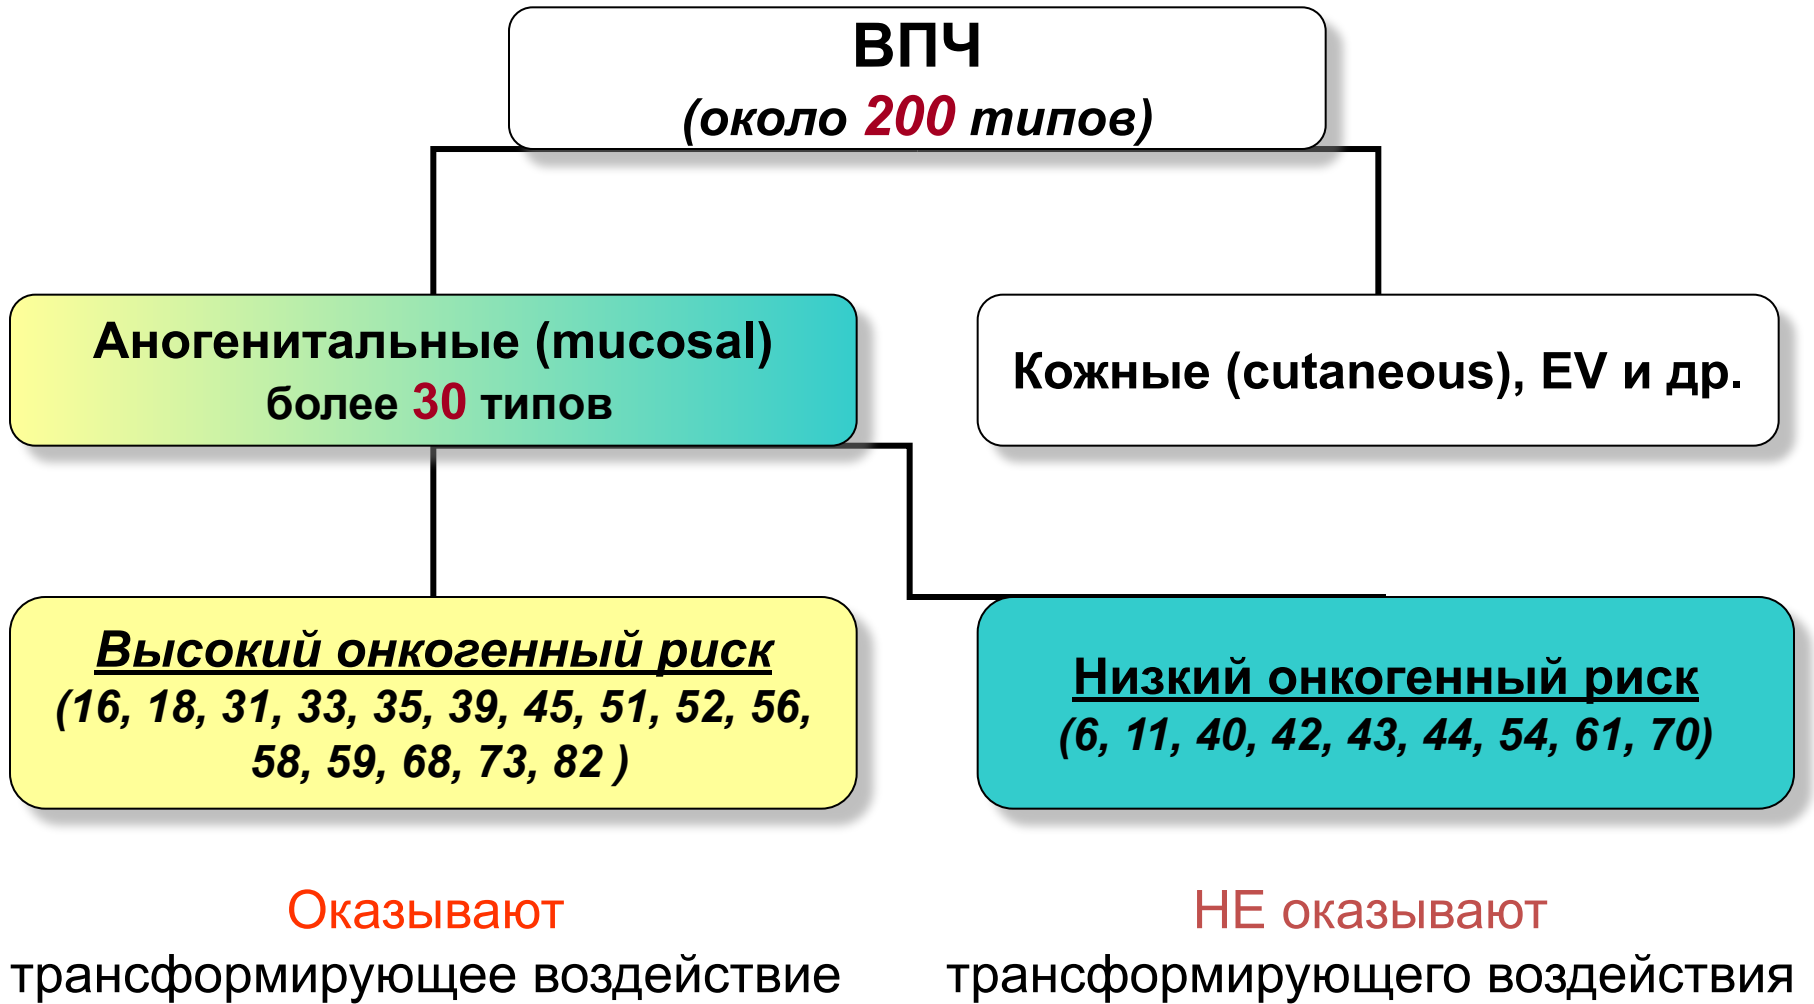 ВПЧ
(около 200 типов)
Аногенитальные (mucosal)
более 30 типов
Кожные (cutaneous), EV и др.
Высокий онкогенный риск
(16, 18, 31, 33, 35, 39, 45, 51, 52, 56,
58, 59, 68, 73, 82 )
Низкий онкогенный риск
(6, 11, 40, 42, 43, 44, 54, 61, 70)
Оказывают
трансформирующее воздействие
НЕ оказывают
трансформирующего воздействия